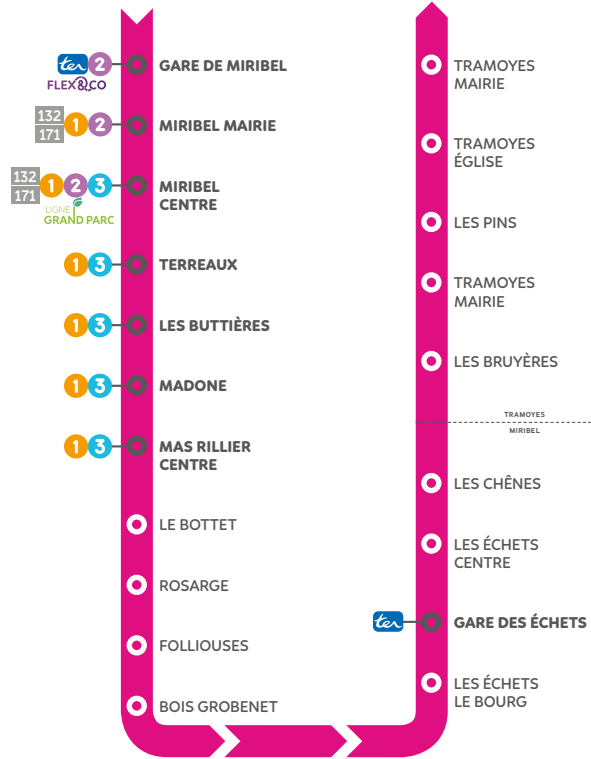 ter 2
FLEX&CO
GARE DE MIRIBEL
132
171
1 2
MIRIBEL MAIRIE
132
171
1 2 3
LIGNE
GRAND PARC
MIRIBEL
CENTRE
1 3
TERREAUX
1 3
LES BUTTIÈRES
1 3
MADONE
1 3
MAS RILLIER
CENTRE
LE BOTTET
ROSARGE
FOLLIOUSES
BOIS GROBENET
TRAMOYES
MAIRIE
TRAMOYES
ÉGLISE
LES PINS
TRAMOYES
MAIRIE
LES BRUYÈRES
TRAMOYES
MIRIBEL
LES CHÊNES
LES ÉCHETS
CENTRE
ter
GARE DES ÉCHETS
LES ÉCHETS
LE BOURG